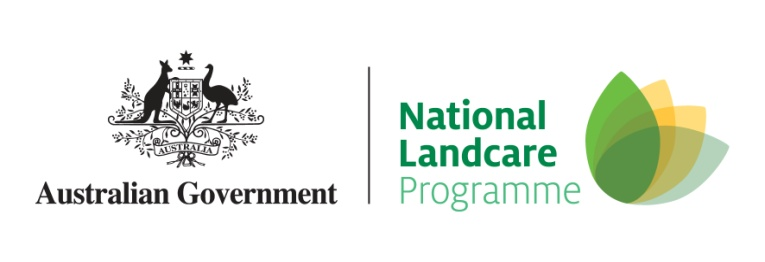 AUSTRALIA
Australian Government
National
Landcare
Programme